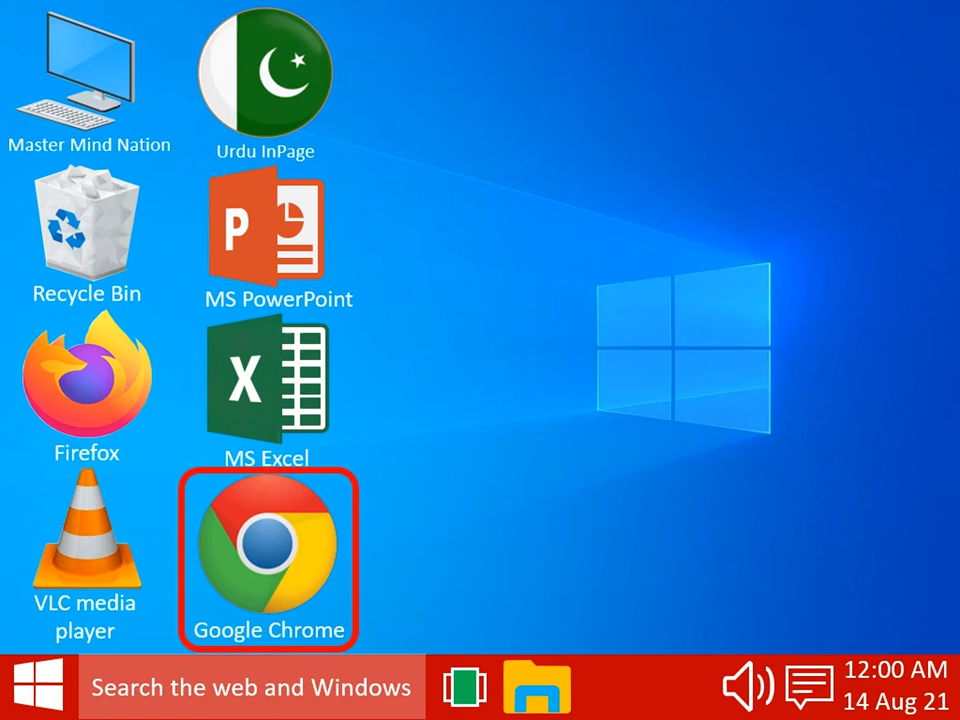 Master Mind Nation
Urdu InPage
Recycle Bin
P
MS PowerPoint
Firefox
X
MS Excel
VLC media
player
Google Chrome
Search the web and Windows
12:00 AM
14 Aug 21